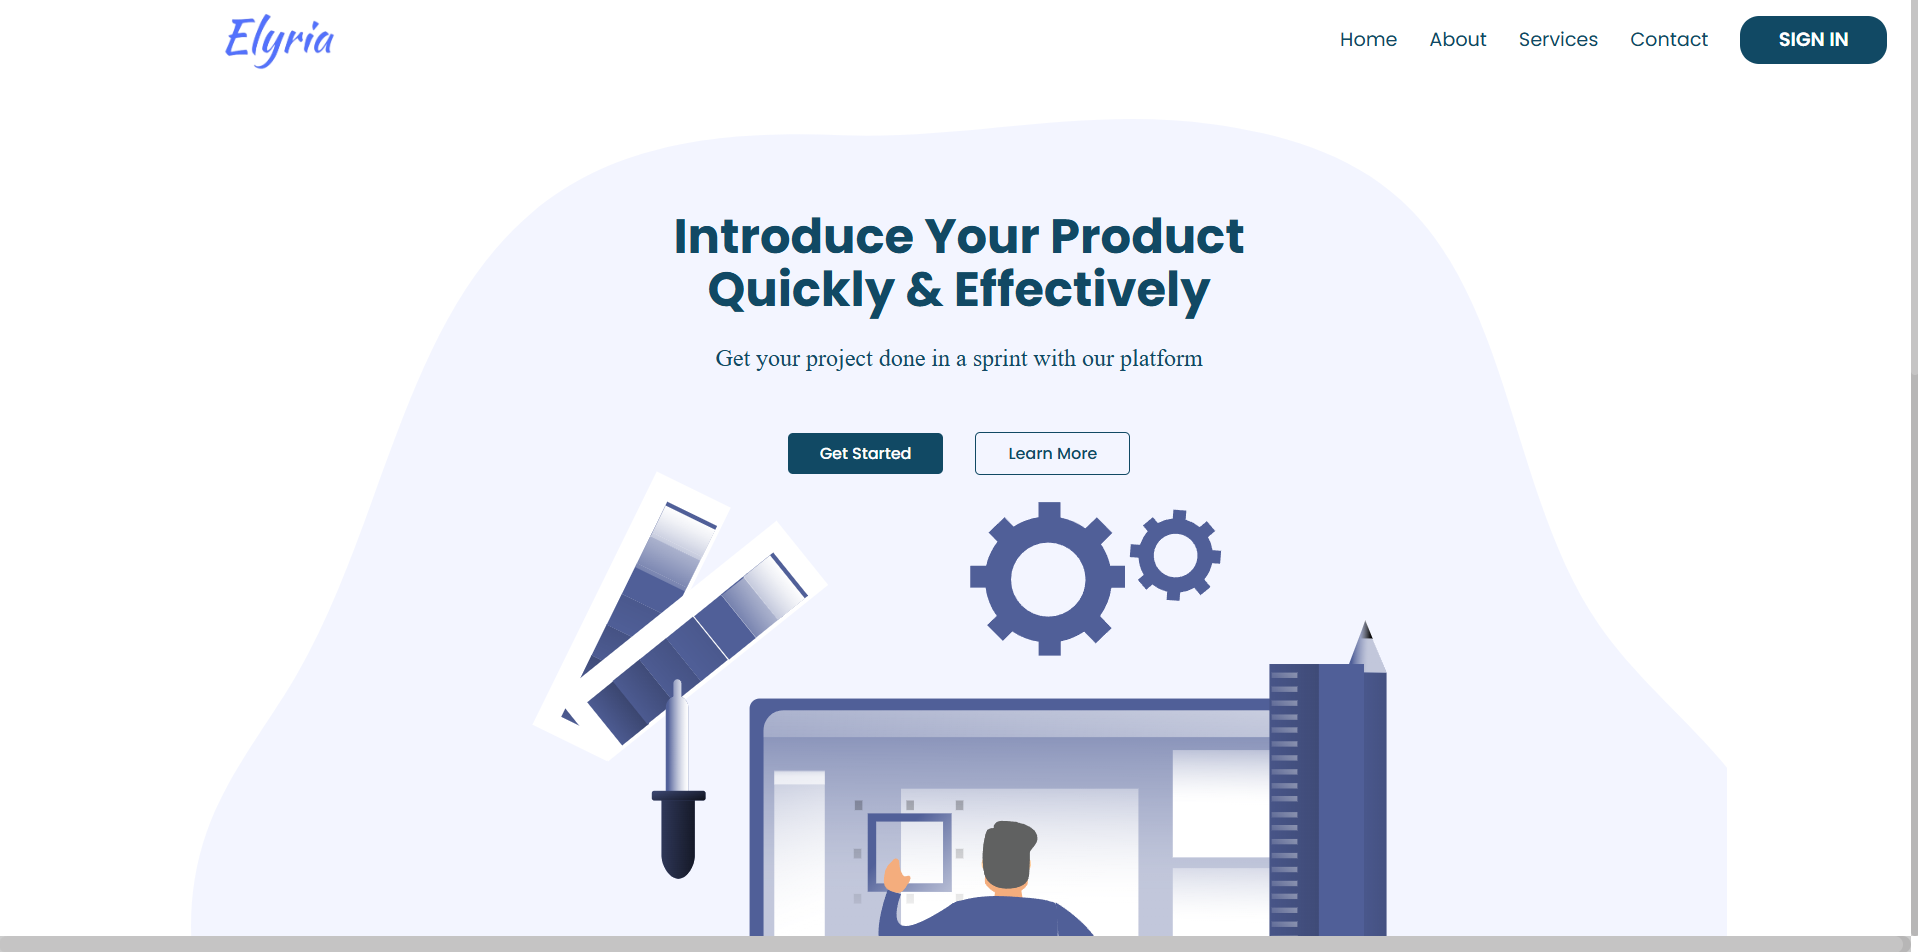 Elyria
Home About Services Contact SIGN IN
Introduce Your Product
Quickly & Effectively
Get your project done in a sprint with our platform
Get Started Learn More